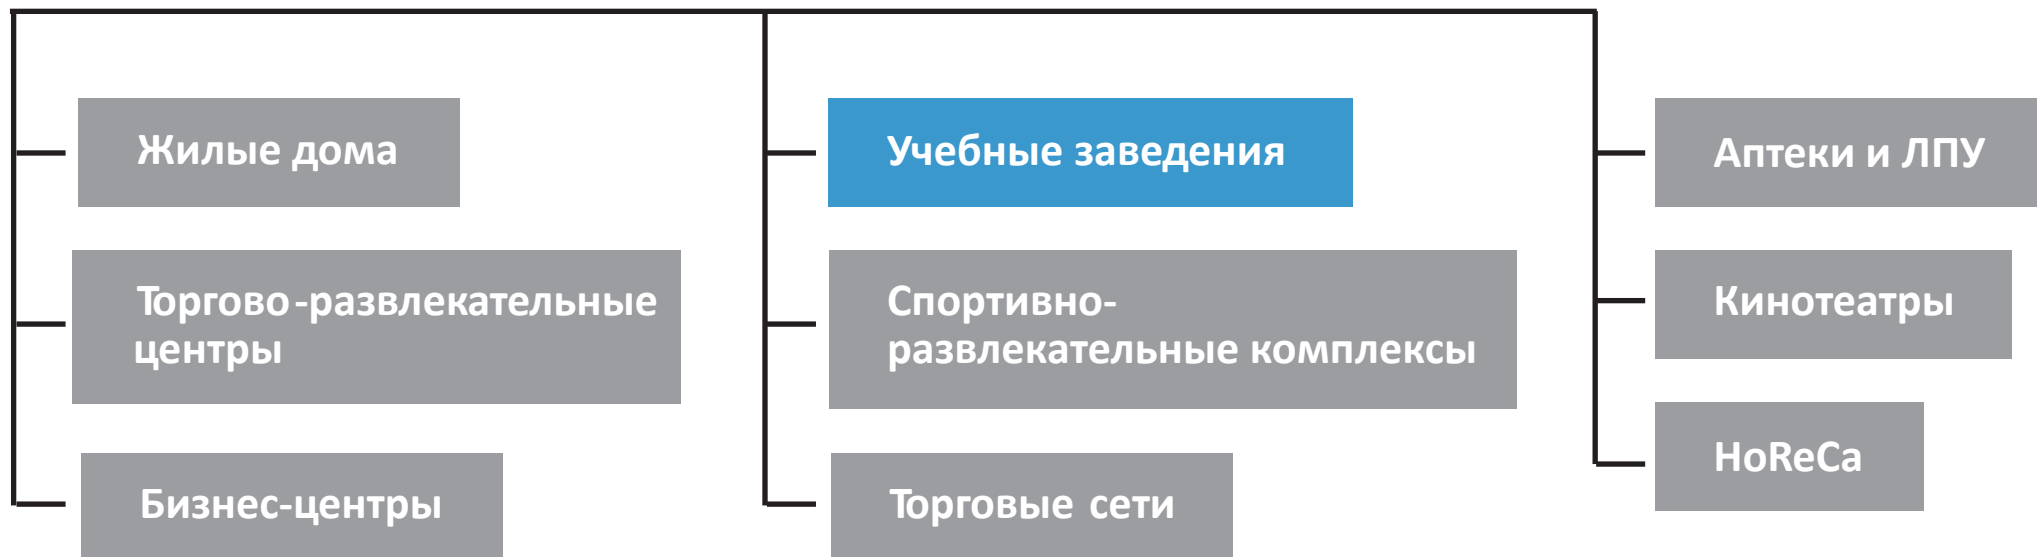 Жилые дома
Торгово-развлекательные
центры
Бизнес-центры
Учебные заведения
Спортивно-
развлекательные комплексы
Торговые сети
Аптеки и ЛПУ
Кинотеатры
HoReCa